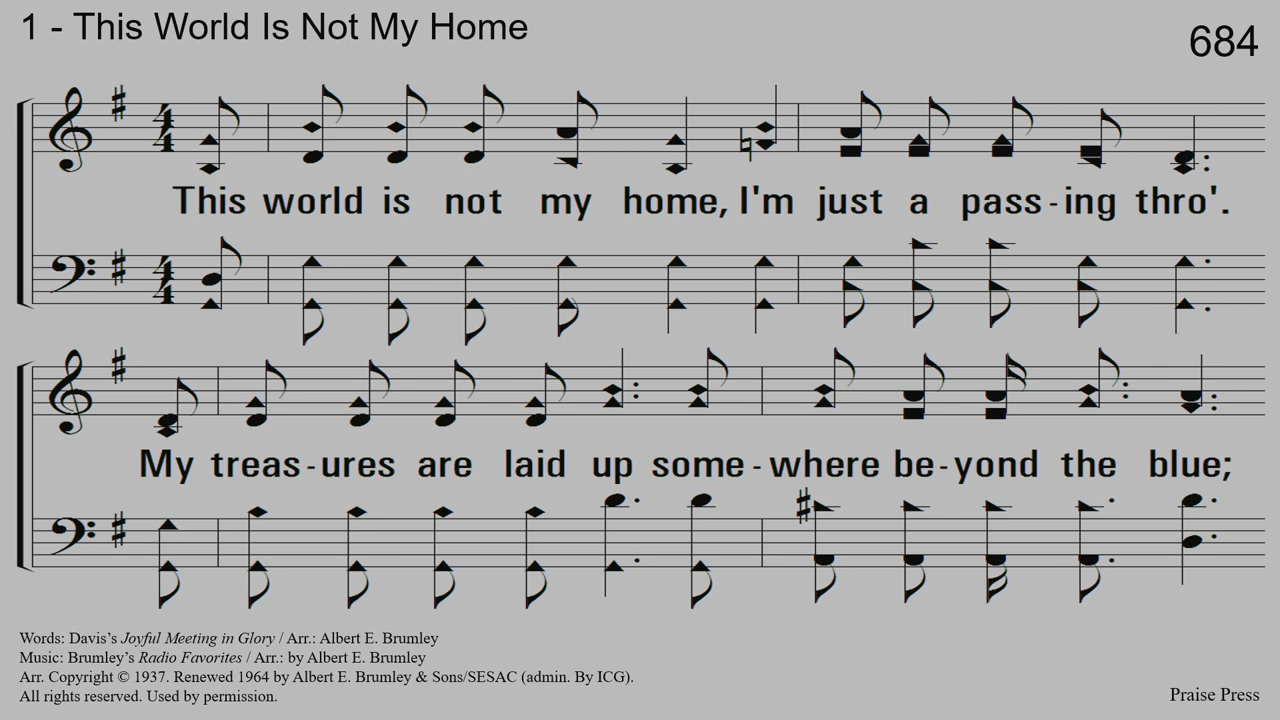 1 - This World Is Not My Home
684
This world is not my home, I'm just a pass - ing thro'.
My treas - ures are laid up some - where be - yond the blue;
Words: Davis’s Joyful Meeting in Glory / Arr.: Albert E. Brumley
Music: Brumley’s Radio Favorites / Arr.: by Albert E. Brumley
Arr. Copyright © 1937. Renewed 1964 by Albert E. Brumley & Sons/SESAC (admin. By ICG).
All rights reserved. Used by permission.
Praise Press